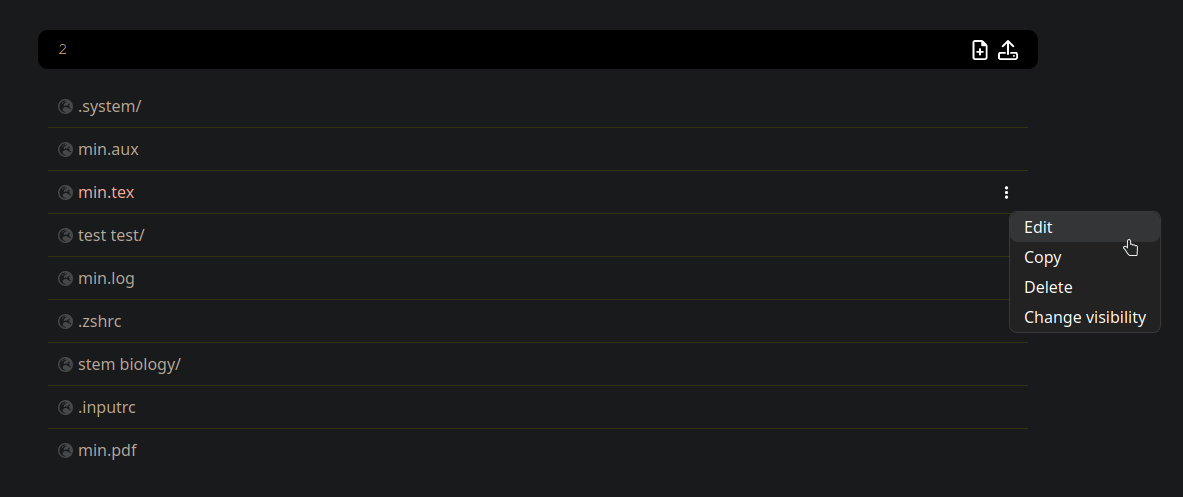 2
.system/
min.aux
min.tex
test test/
min.log
.zshrc
stem biology/
.inputrc
min.pdf
Edit
Copy
Delete
Change visibility